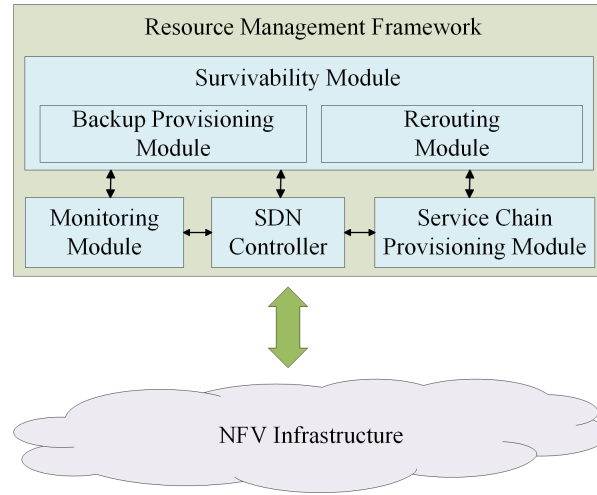 Resource Management Framework
Survivability Module
Backup Provisioning
Module
Rerouting
Module
Monitoring
Module
SDN
Controller
Service Chain
Provisioning Module
NFV Infrastructure